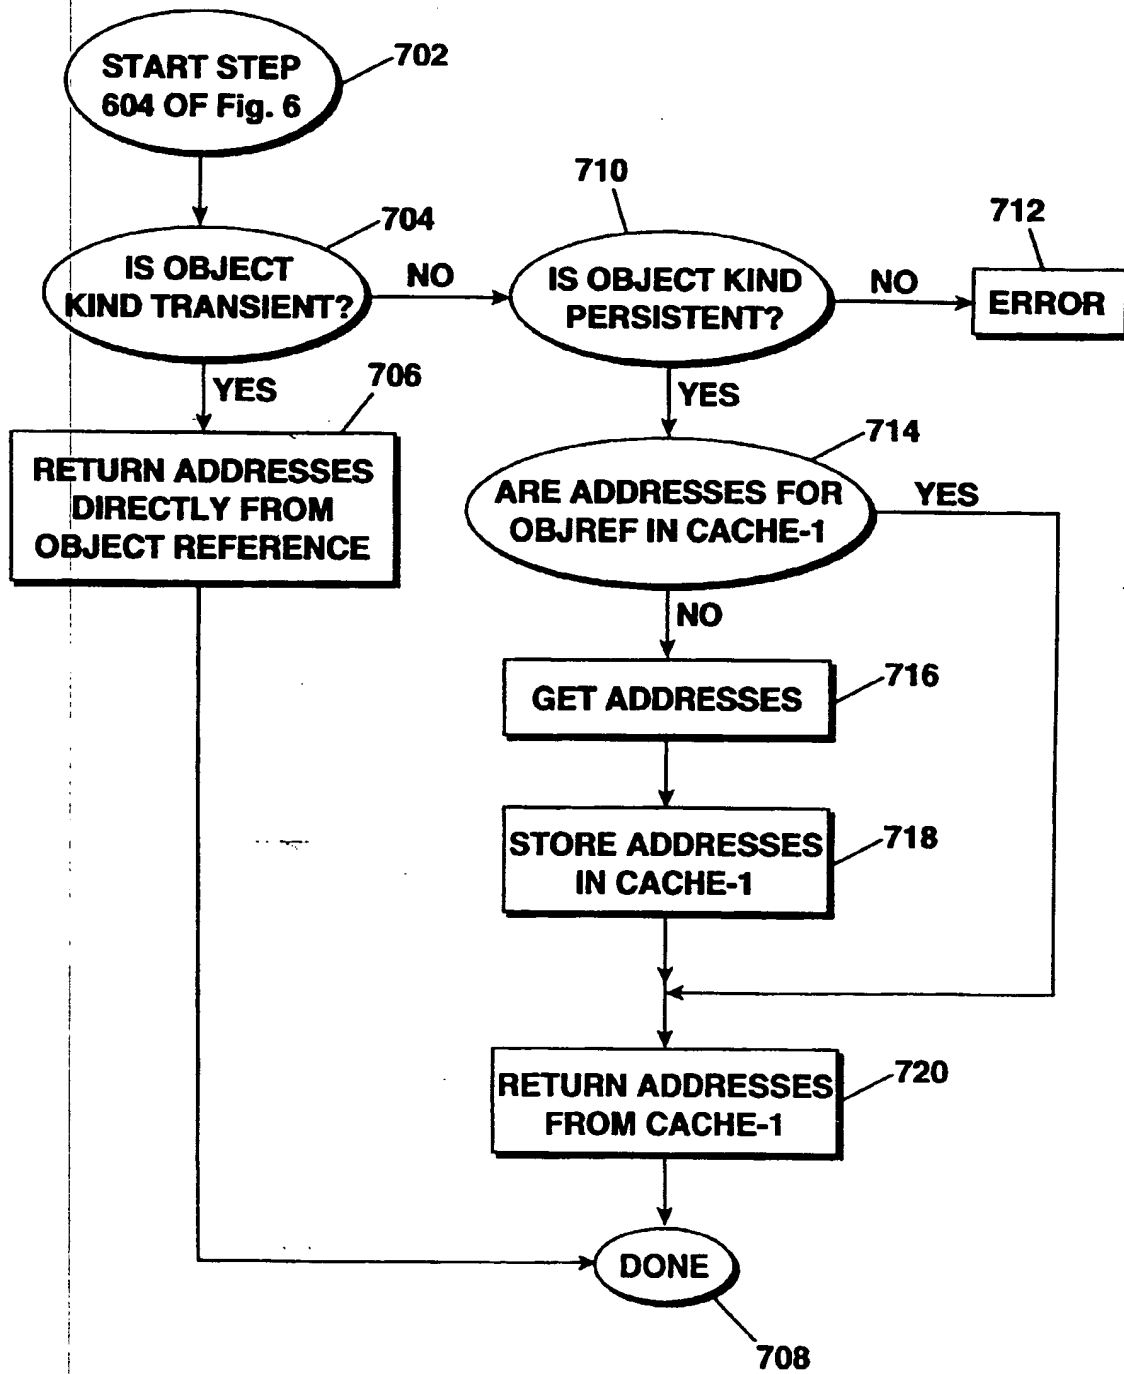 START STEP
604 OF Fig. 6
702
IS OBJECT
KIND TRANSIENT?
704
NO
YES
RETURN ADDRESSES
DIRECTLY FROM
OBJECT REFERENCE
706
710
IS OBJECT KIND
PERSISTENT?
NO
712
ERROR
YES
714
ARE ADDRESSES FOR
OBJREF IN CACHE-1
YES
NO
GET ADDRESSES
716
STORE ADDRESSES
IN CACHE-1
718
RETURN ADDRESSES
FROM CACHE-1
720
DONE
708